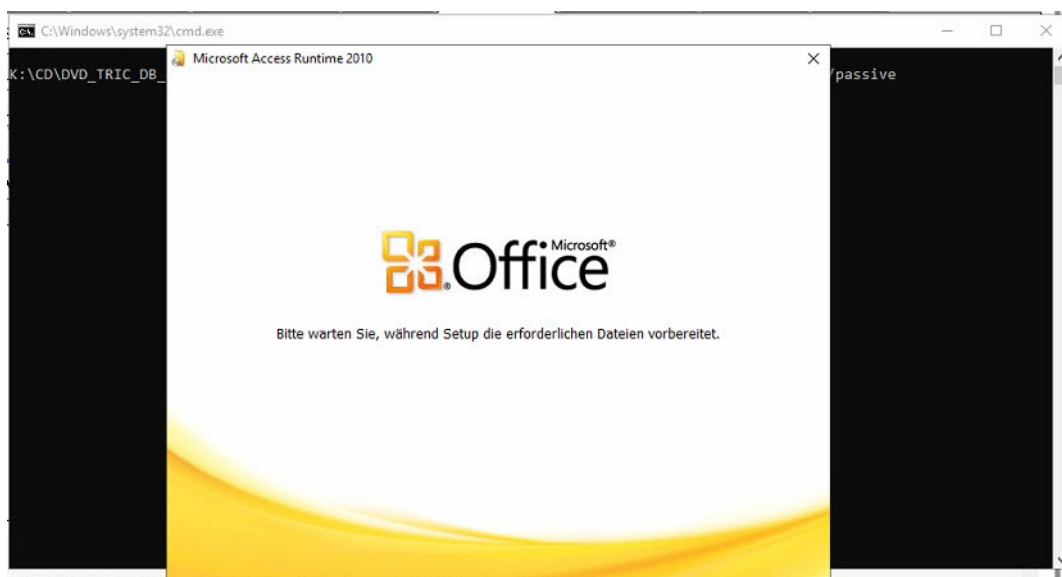 C:\Windows\system32\cmd.exe
Microsoft Access Runtime 2010
K:\CD\DVD_TRIC_DB_
/passive
Microsoft®
Office
Bitte warten Sie, während Setup die erforderlichen Dateien vorbereitet.